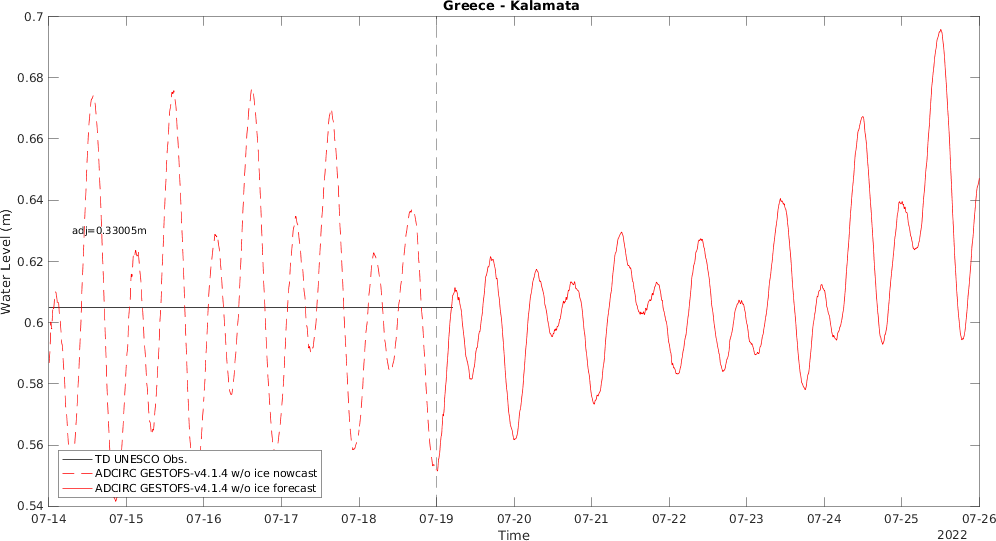 Greece - Kalamata
0.7
0.68
0.66
0.64
0.62
0.6
0.58
0.56
0.54
Water Level (m)
adj=0.33005m
TD UNESCO Obs.
ADCIRC GESTOFS-v4.1.4 w/o ice nowcast
ADCIRC GESTOFS-v4.1.4 w/o ice forecast
07-14 07-15 07-16 07-17 07-18 07-19 07-20 07-21 07-22 07-23 07-24 07-25 07-26
Time
2022